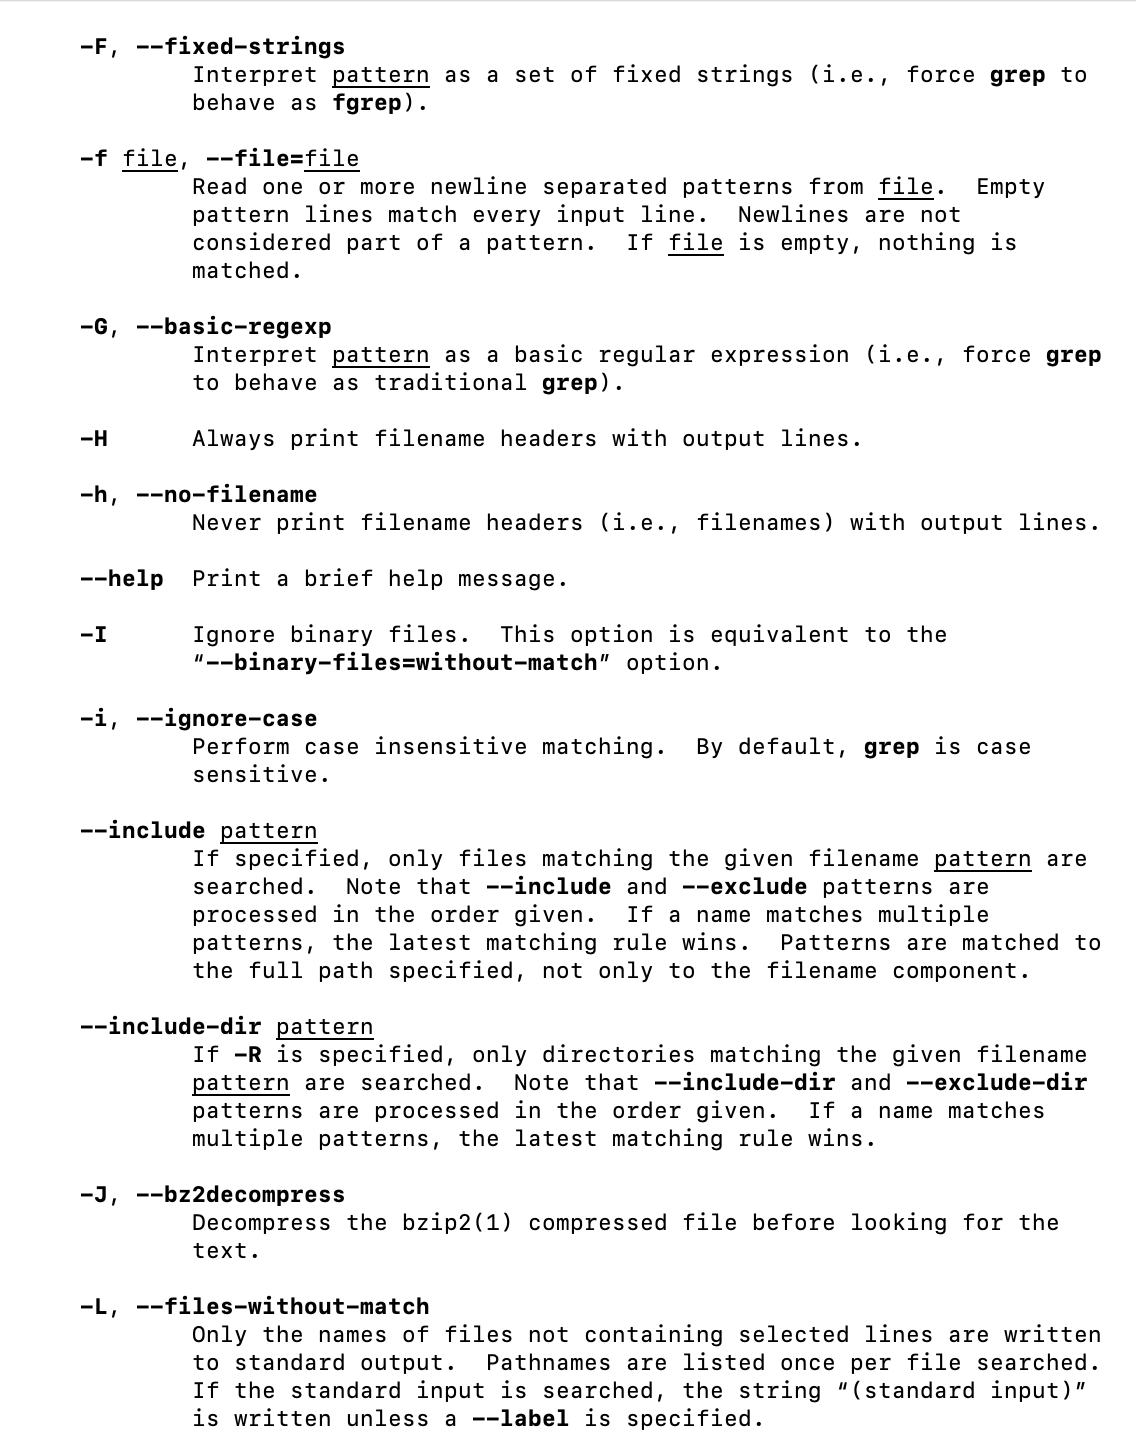 -F, --fixed-strings
Interpret pattern as a set of fixed strings (i.e., force grep to
behave as fgrep).
-f file, --file=file
Read one or more newline separated patterns from file.  Empty
pattern lines match every input line.  Newlines are not
considered part of a pattern.  If file is empty, nothing is
matched.
-G, --basic-regexp
Interpret pattern as a basic regular expression (i.e., force grep
to behave as traditional grep).
-H      Always print filename headers with output lines.
-h, --no-filename
Never print filename headers (i.e., filenames) with output lines.
--help  Print a brief help message.
-I      Ignore binary files.  This option is equivalent to the
“--binary-files=without-match” option.
-i, --ignore-case
Perform case insensitive matching.  By default, grep is case
sensitive.
--include pattern
If specified, only files matching the given filename pattern are
searched.  Note that --include and --exclude patterns are
processed in the order given.  If a name matches multiple
patterns, the latest matching rule wins.  Patterns are matched to
the full path specified, not only to the filename component.
--include-dir pattern
If -R is specified, only directories matching the given filename
pattern are searched.  Note that --include-dir and --exclude-dir
patterns are processed in the order given.  If a name matches
multiple patterns, the latest matching rule wins.
-J, --bz2decompress
Decompress the bzip2(1) compressed file before looking for the
text.
-L, --files-without-match
Only the names of files not containing selected lines are written
to standard output.  Pathnames are listed once per file searched.
If the standard input is searched, the string “(standard input)”
is written unless a --label is specified.